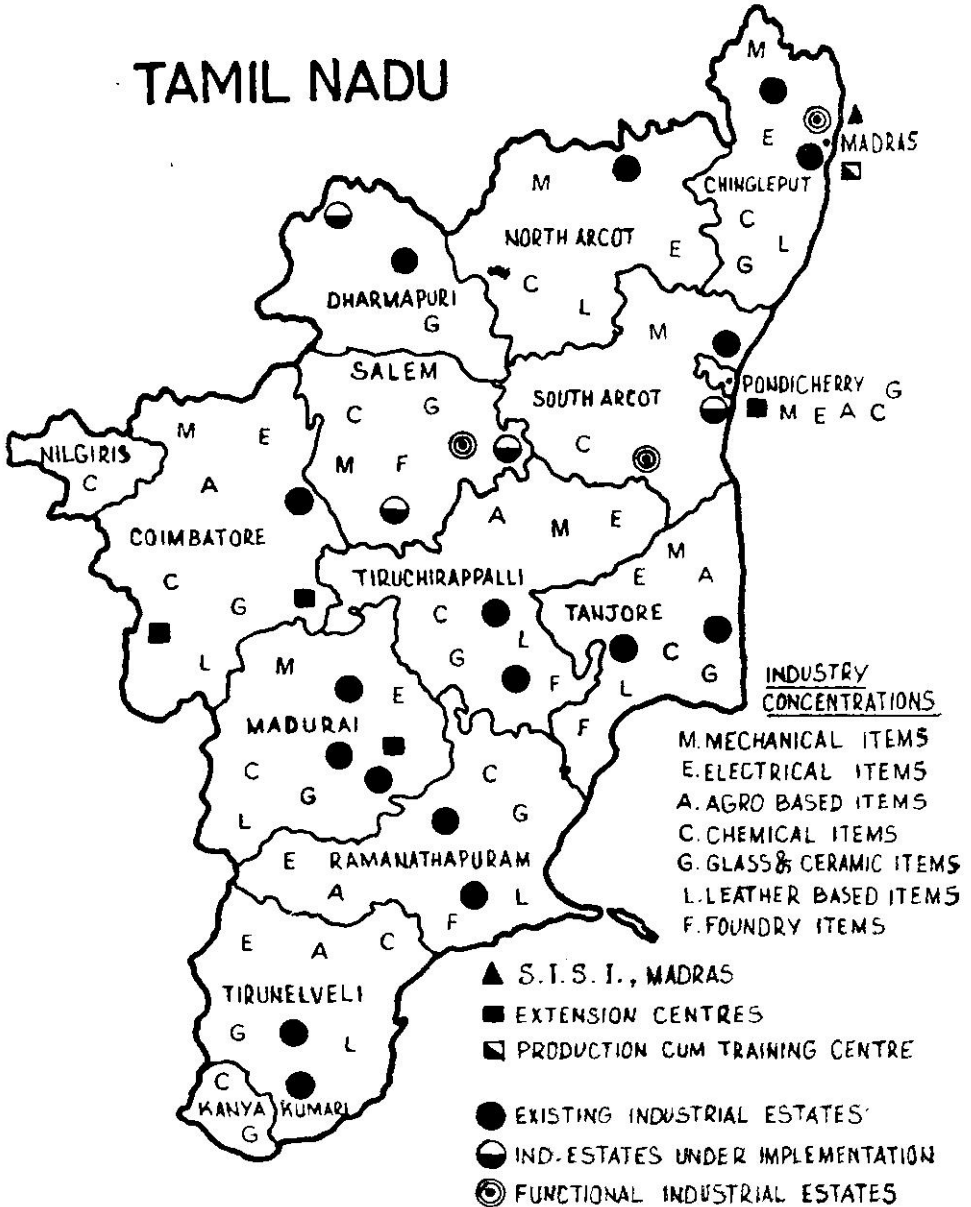 TAMIL NADU
M
E
MADRAS
CHINGLEPUT
C
L
G
M
NORTH ARCOT
E
C
L
DHARMAPURI
G
M
SOUTH ARCOT
C
PONDICHERRY
M E A C G
SALEM
C G
M F
NILGIRIS
C
M E
A
COIMBATORE
C
G
L
A M E
TIRUCHIRAPPALLI
C
L
G
F
M
E A
TANJORE
C
L G
F
M
E
MADURAI
C
G
L
C
G
E RAMANATHAPURAM
A
F L
E A C
TIRUNELVELI
G L
C
KANYA KUMARI
G
INDUSTRY
CONCENTRATIONS
M. MECHANICAL ITEMS
E. ELECTRICAL ITEMS
A. AGRO BASED ITEMS
C. CHEMICAL ITEMS
G. GLASS & CERAMIC ITEMS
L. LEATHER BASED ITEMS
F. FOUNDRY ITEMS
S.I.S.I., MADRAS
EXTENSION CENTRES
PRODUCTION CUM TRAINING CENTRE
EXISTING INDUSTRIAL ESTATES
IND-ESTATES UNDER IMPLEMENTATION
FUNCTIONAL INDUSTRIAL ESTATES